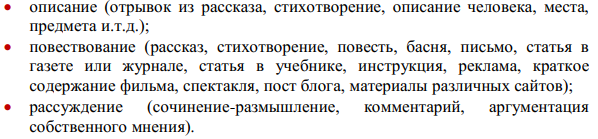 • описание (отрывок из рассказа, стихотворение, описание человека, места,
предмета и.т.д.);
• повествование (рассказ, стихотворение, повесть, басня, письмо, статья в
газете или журнале, статья в учебнике, инструкция, реклама, краткое
содержание фильма, спектакля, пост блога, материалы различных сайтов);
• рассуждение (сочинение-размышление, комментарий, аргументация
собственного мнения).